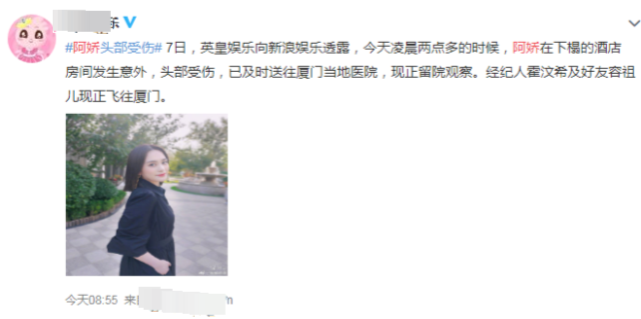 乐
#阿娇头部受伤# 7日，英皇娱乐向新浪娱乐透露，今天凌晨两点多的时候，阿娇在下榻的酒店
房间发生意外，头部受伤，已及时送往厦门当地医院，现正留院观察。经纪人霍汶希及好友容祖
儿现正飞往厦门。
今天08:55 来
m